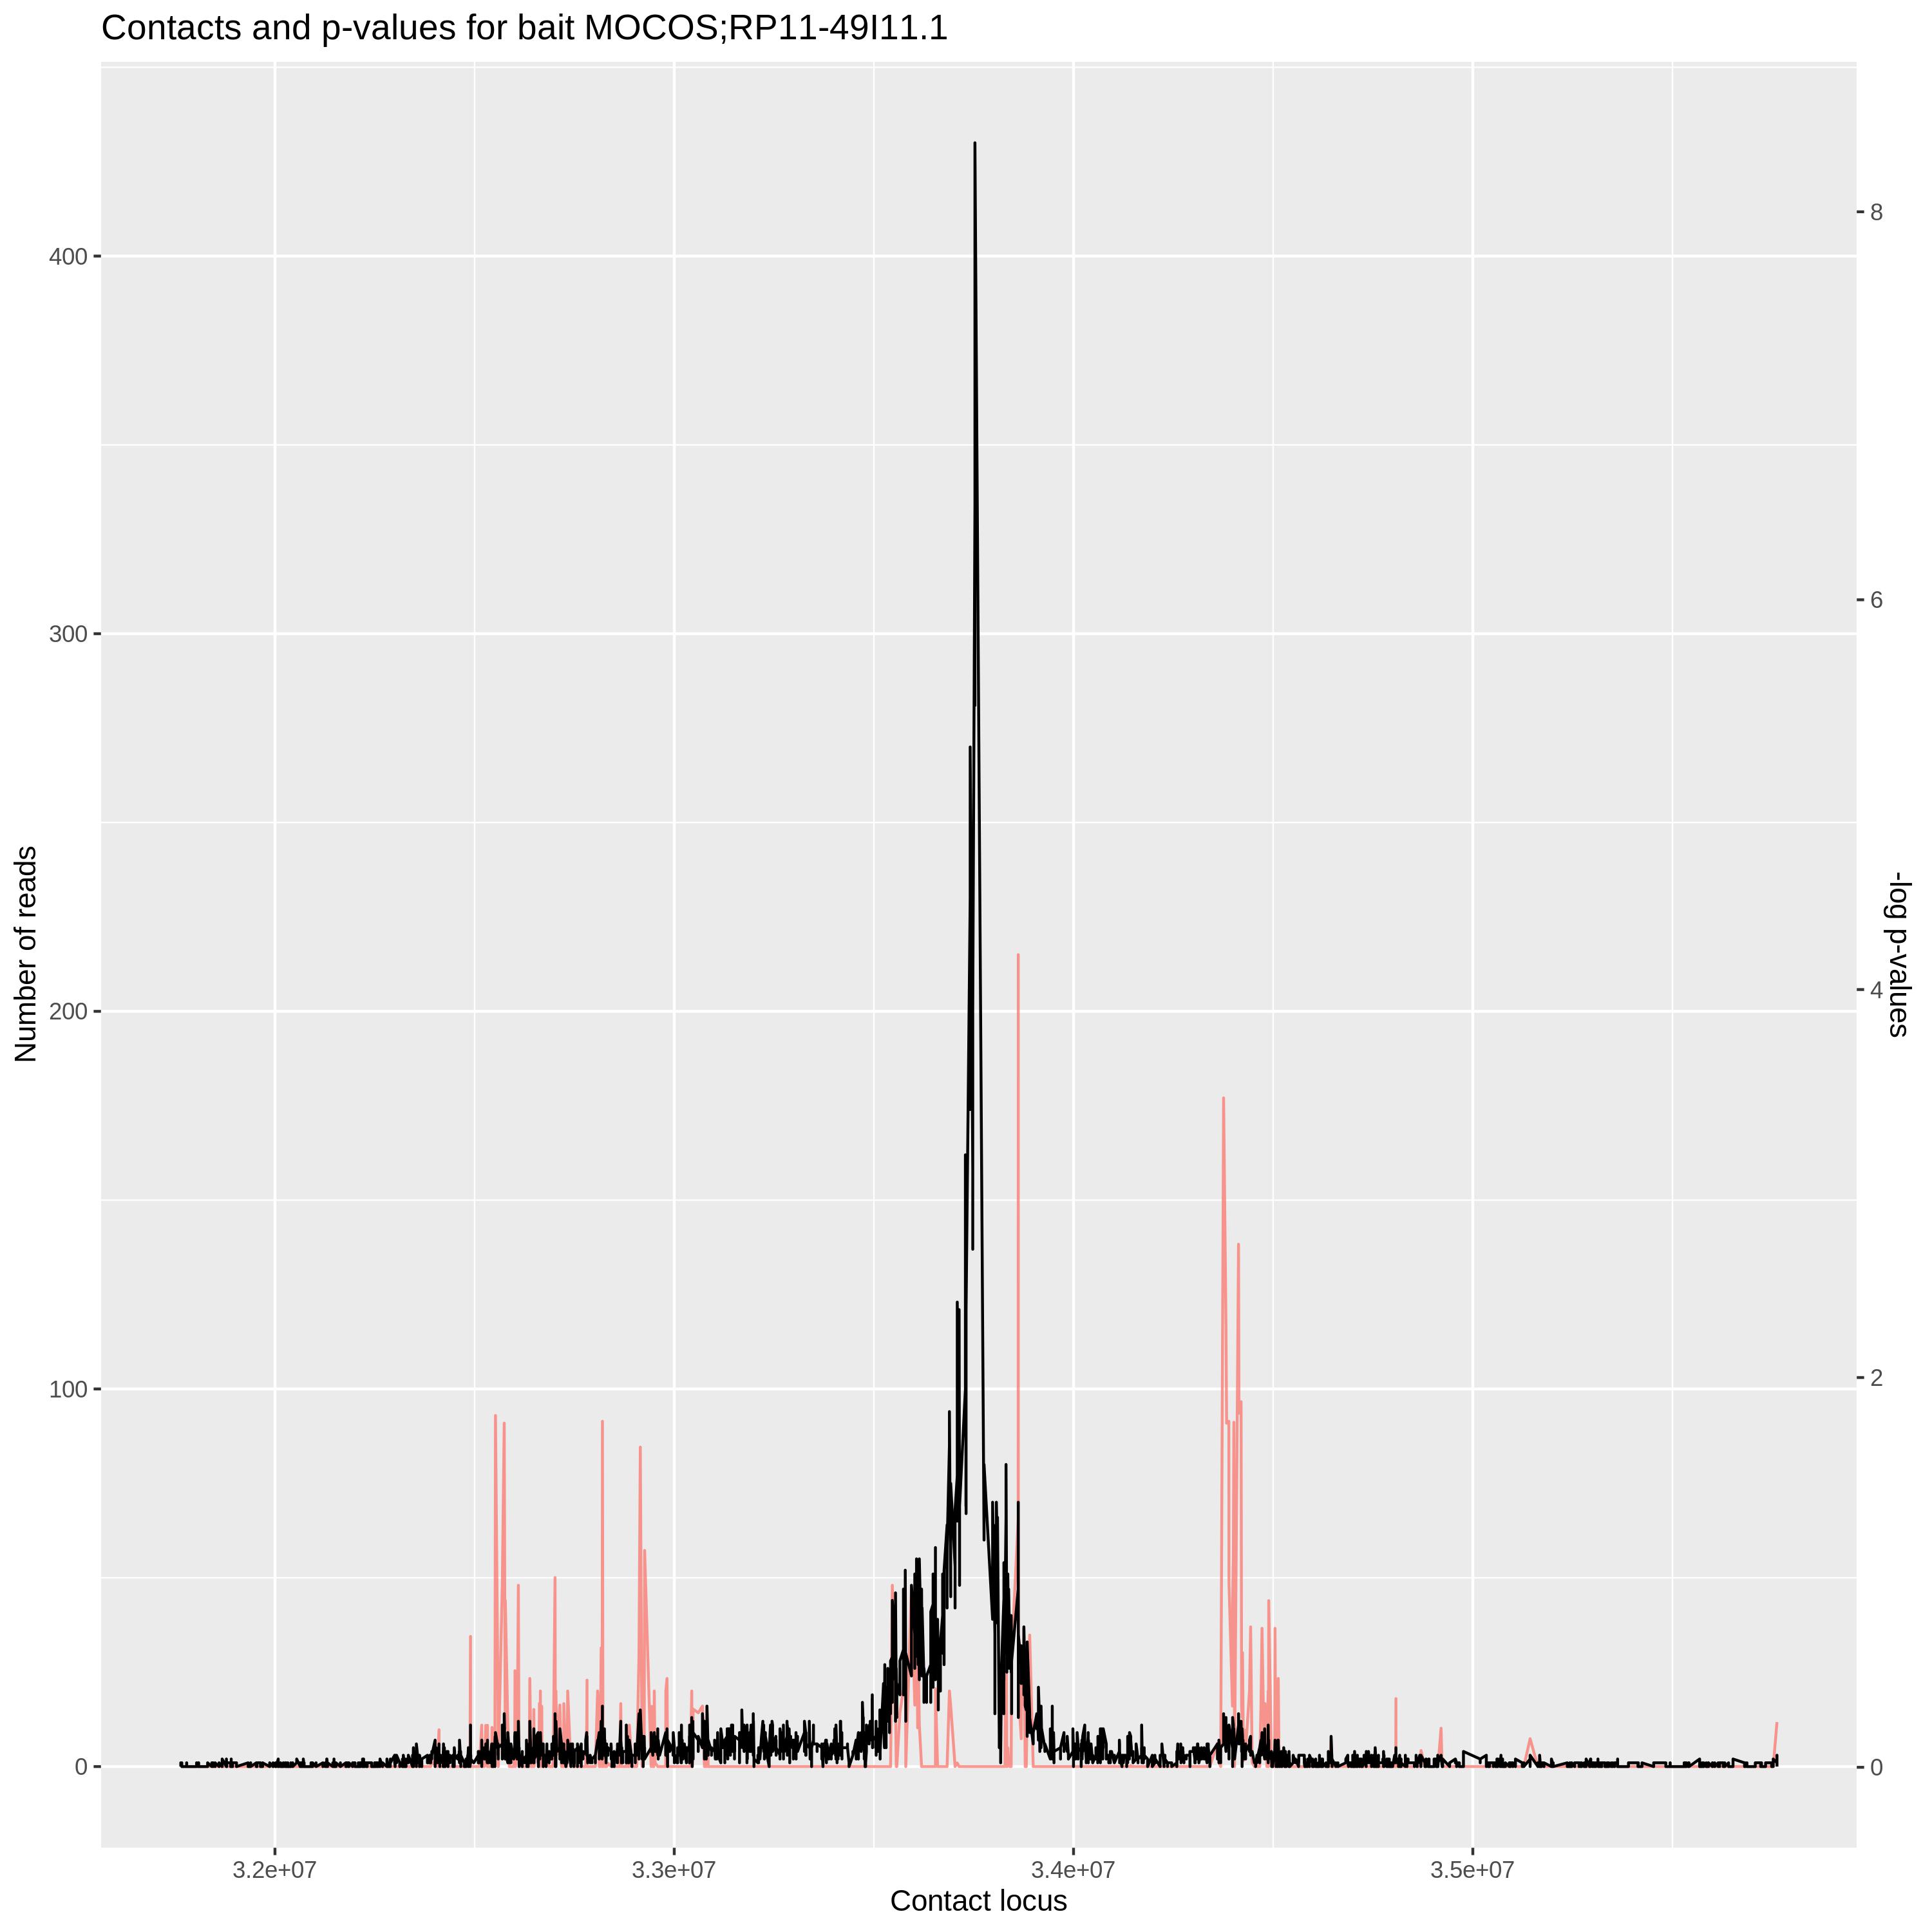 Contacts and p-values for bait MOCOS;RP11-49I11.1
Number of reads
400
300
200
100
0
8
6
4
2
0
-log p-values
3.2e+07
3.3e+07
3.4e+07
3.5e+07
Contact locus